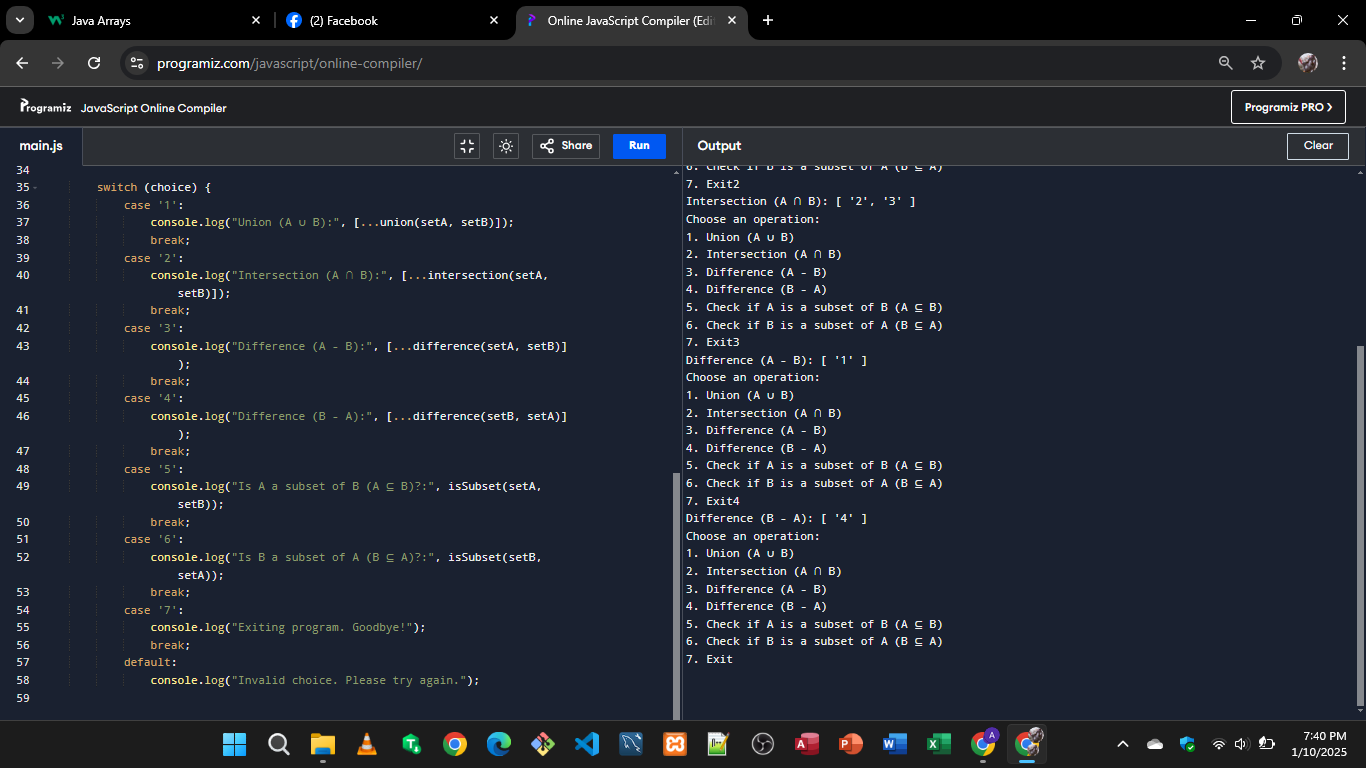 Java Arrays
(2) Facebook
Online JavaScript Compiler (Edi
programiz.com/javascript/online-compiler/
Programiz JavaScript Online Compiler
Programiz PRO >
main.js
Share
Run
Output
Clear
34
35 switch (choice) {
36 case '1':
37 console.log("Union (A ∪ B):", [...union(setA, setB)]);
38 break;
39 case '2':
40 console.log("Intersection (A ∩ B):", [...intersection(setA,
setB)]);
41 break;
42 case '3':
43 console.log("Difference (A - B):", [...difference(setA, setB)]
);
44 break;
45 case '4':
46 console.log("Difference (B - A):", [...difference(setB, setA)]
);
47 break;
48 case '5':
49 console.log("Is A a subset of B (A ⊆ B)?:", isSubset(setA,
setB));
50 break;
51 case '6':
52 console.log("Is B a subset of A (B ⊆ A)?:", isSubset(setB,
setA));
53 break;
54 case '7':
55 console.log("Exiting program. Goodbye!");
56 break;
57 default:
58 console.log("Invalid choice. Please try again.");
59
6. Check if B is a subset of A (B ⊆ A)
7. Exit2
Intersection (A ∩ B): [ '2', '3' ]
Choose an operation:
1. Union (A ∪ B)
2. Intersection (A ∩ B)
3. Difference (A - B)
4. Difference (B - A)
5. Check if A is a subset of B (A ⊆ B)
6. Check if B is a subset of A (B ⊆ A)
7. Exit3
Difference (A - B): [ '1' ]
Choose an operation:
1. Union (A ∪ B)
2. Intersection (A ∩ B)
3. Difference (A - B)
4. Difference (B - A)
5. Check if A is a subset of B (A ⊆ B)
6. Check if B is a subset of A (B ⊆ A)
7. Exit4
Difference (B - A): [ '4' ]
Choose an operation:
1. Union (A ∪ B)
2. Intersection (A ∩ B)
3. Difference (A - B)
4. Difference (B - A)
5. Check if A is a subset of B (A ⊆ B)
6. Check if B is a subset of A (B ⊆ A)
7. Exit
7:40 PM
1/10/2025